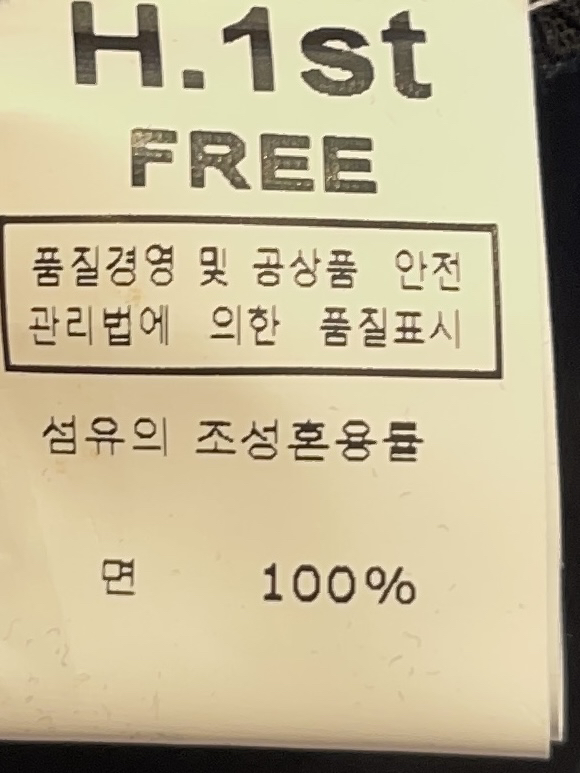 H.1st
FREE
품질경영 및 공상품 안전
관리법에 의한 품질표시
섬유의 조성혼용률
면 100%